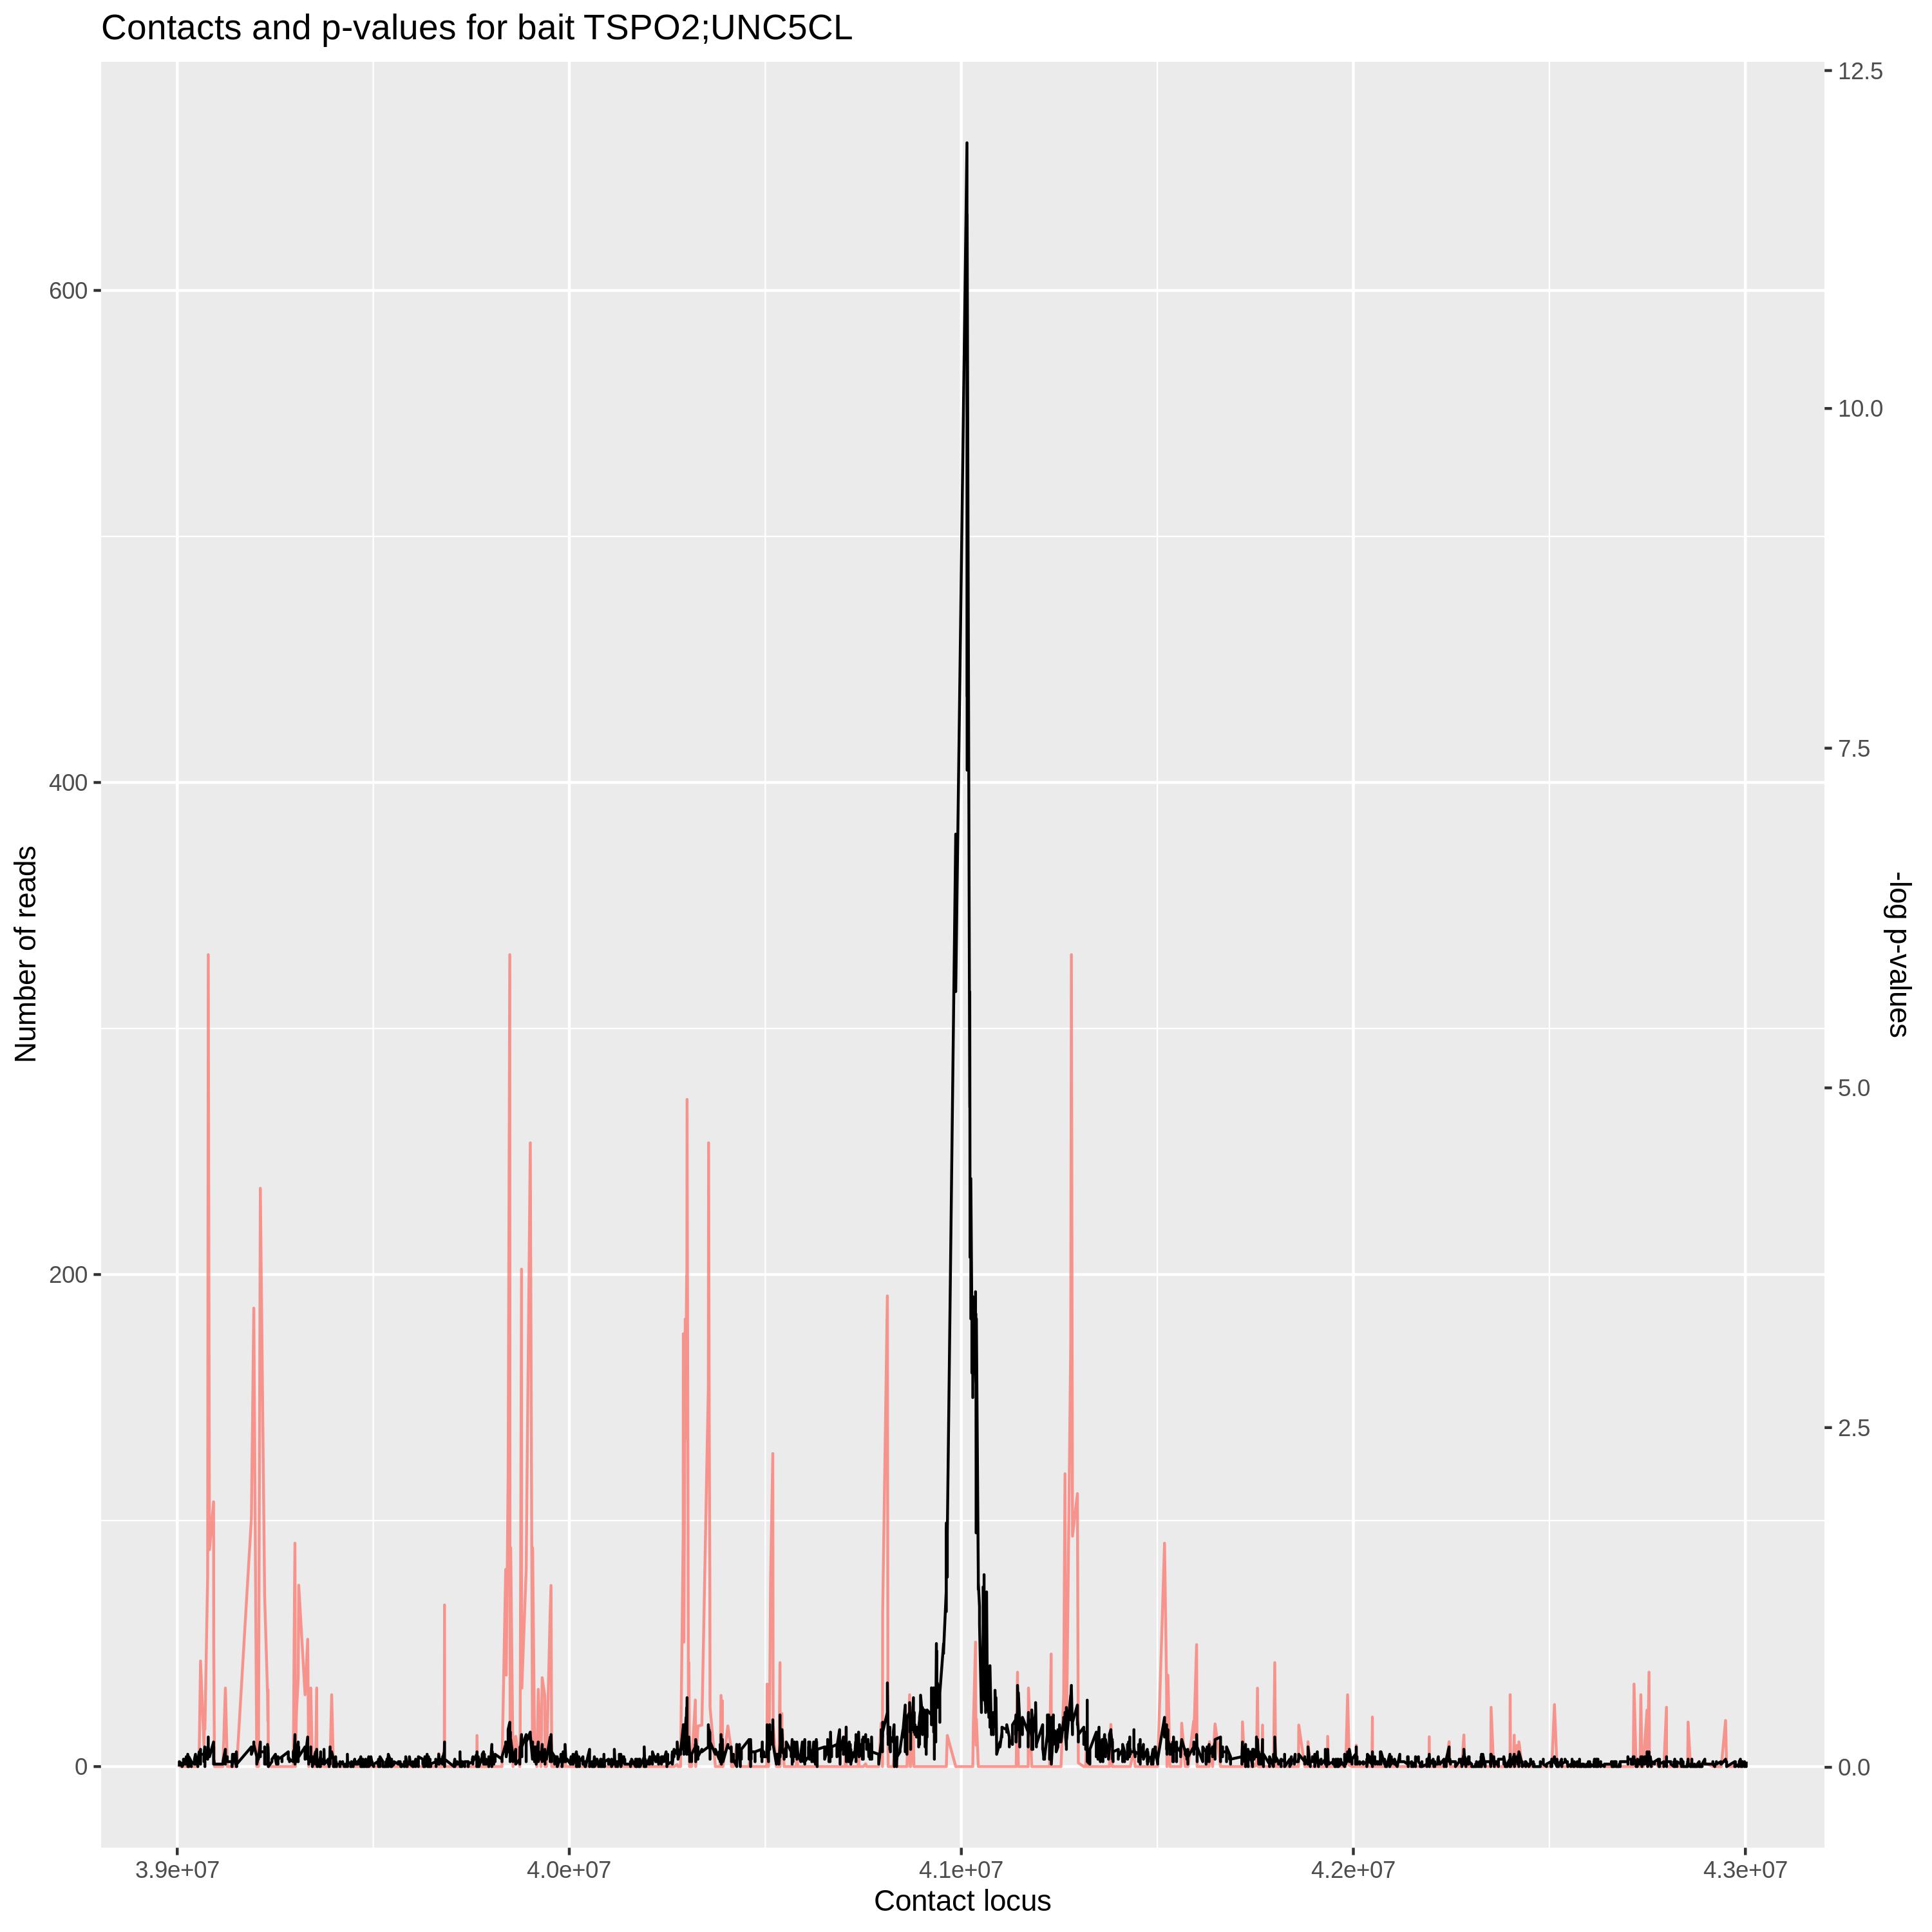 Contacts and p-values for bait TSPO2;UNC5CL
12.5
600
10.0
7.5
400
Number of reads
-log p-values
5.0
200
2.5
0
0.0
3.9e+07
4.0e+07
4.1e+07
4.2e+07
4.3e+07
Contact locus